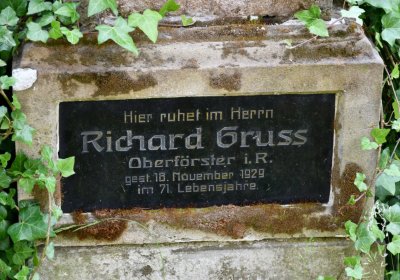 Hier ruhet im Herrn
Richard Gruss
Oberförster i.R.
gest. 18. November 1929
im 71. Lebensjahre.